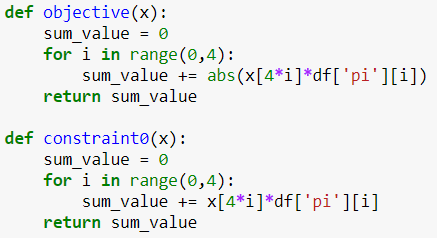 def objective(x):
    sum_value = 0
    for i in range(0,4):
        sum_value += abs(x[4*i]*df['pi'][i])
    return sum_value

def constraint0(x):
    sum_value = 0
    for i in range(0,4):
        sum_value += x[4*i]*df['pi'][i]
    return sum_value